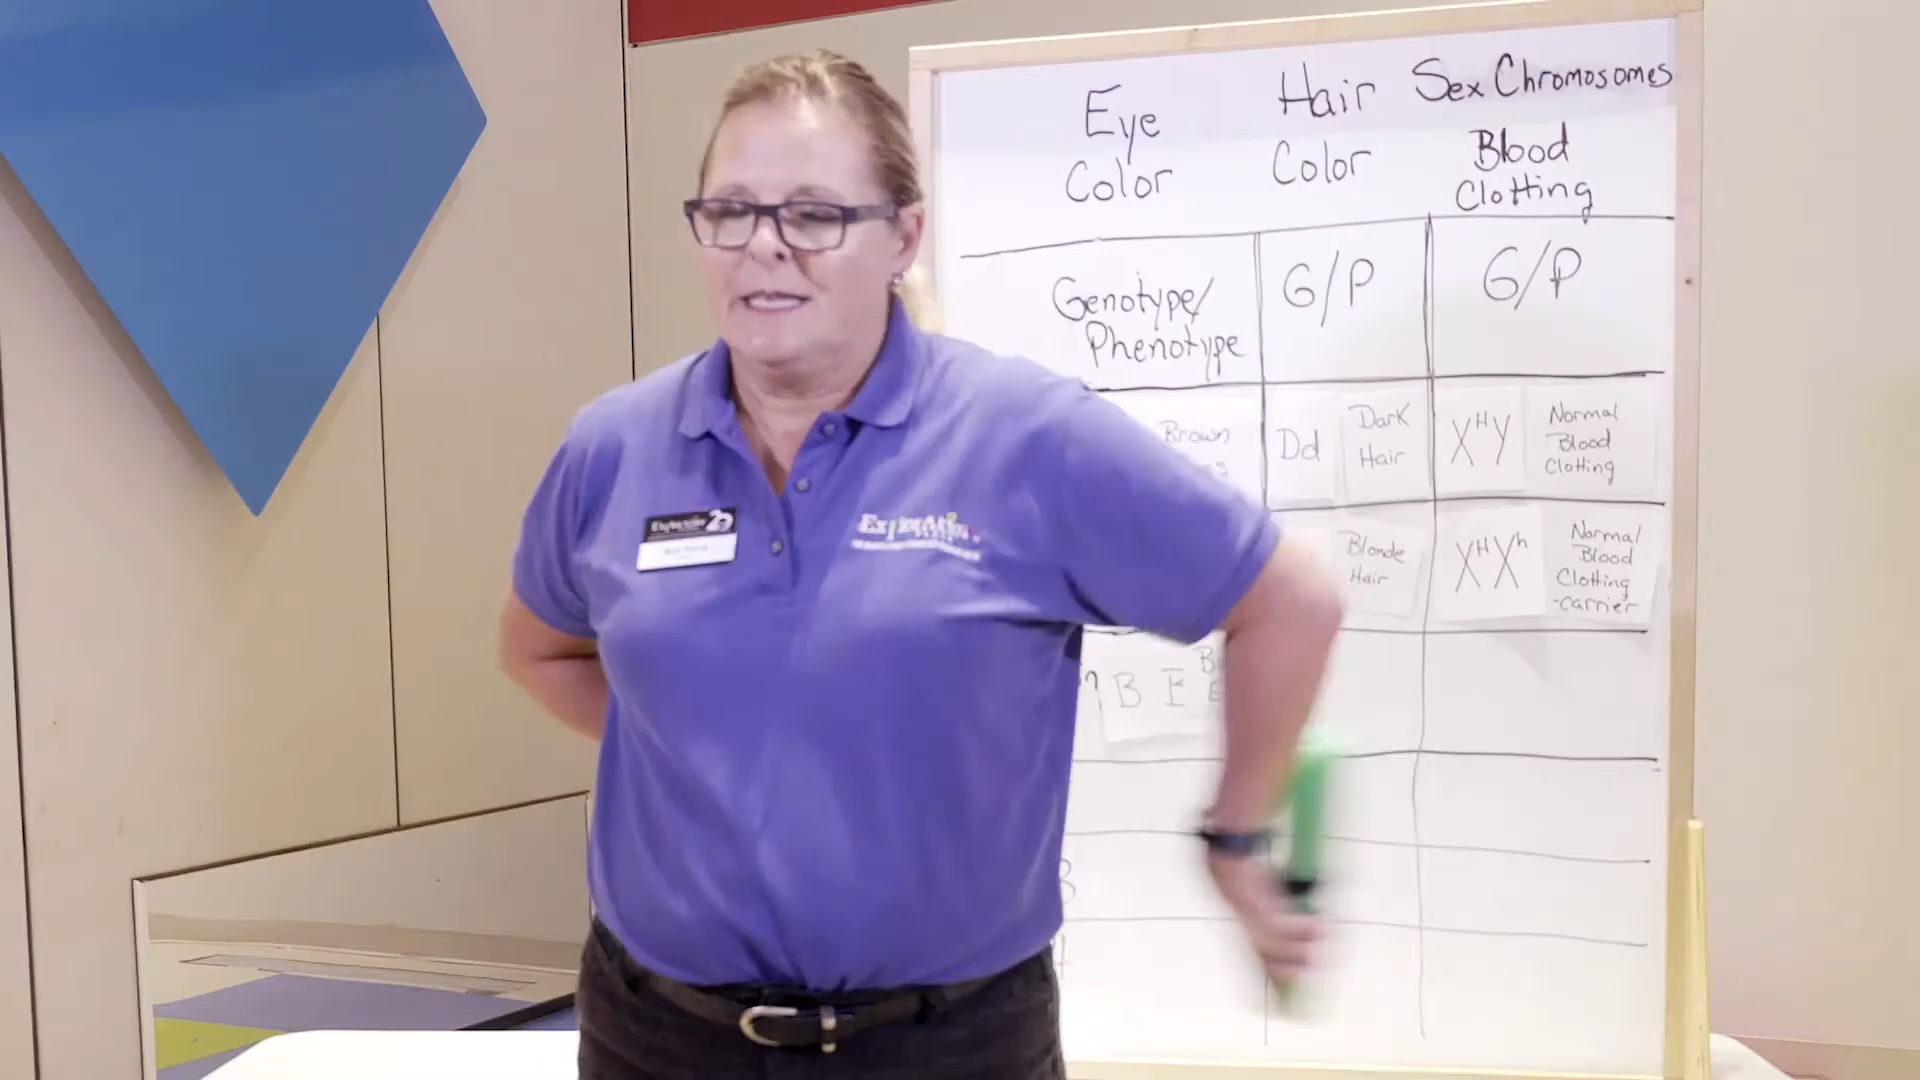 Eye
Color
Hair
Color
Sex Chromosomes
Blood
Clotting
Genotype/
Phenotype
G/P
G/P
Brown
Dd
Dark
Hair
XᴴY
Normal
Blood
Clotting
Blonde
Hair
XᴴXʰ
Normal
Blood
Clotting
-carrier
B E
20